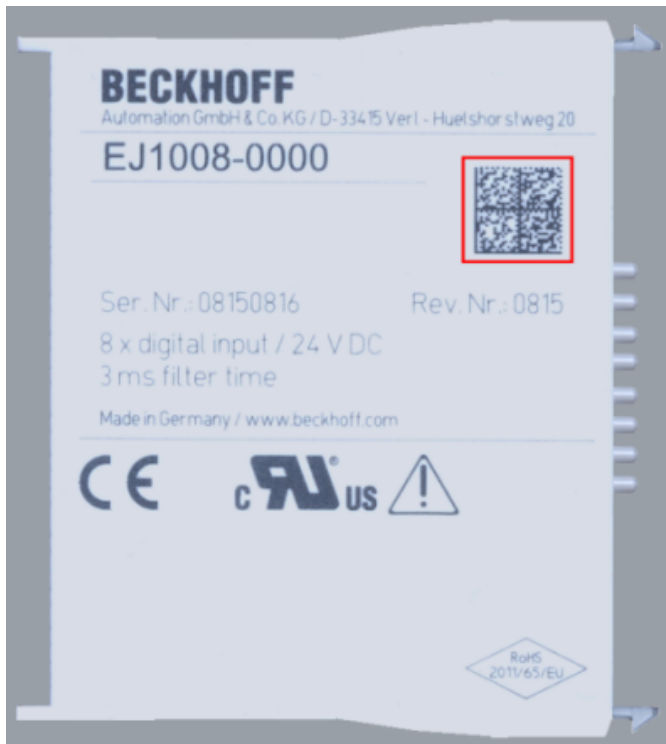 BECKHOFF
Automation GmbH & Co. KG / D-33415 Verl - Huelshorstweg 20
EJ1008-0000
Ser. Nr.: 08150816 Rev. Nr.: 0815
8 x digital input / 24 V DC
3 ms filter time
Made in Germany / www.beckhoff.com
CE c RU US
RoHS
2011/65/EU